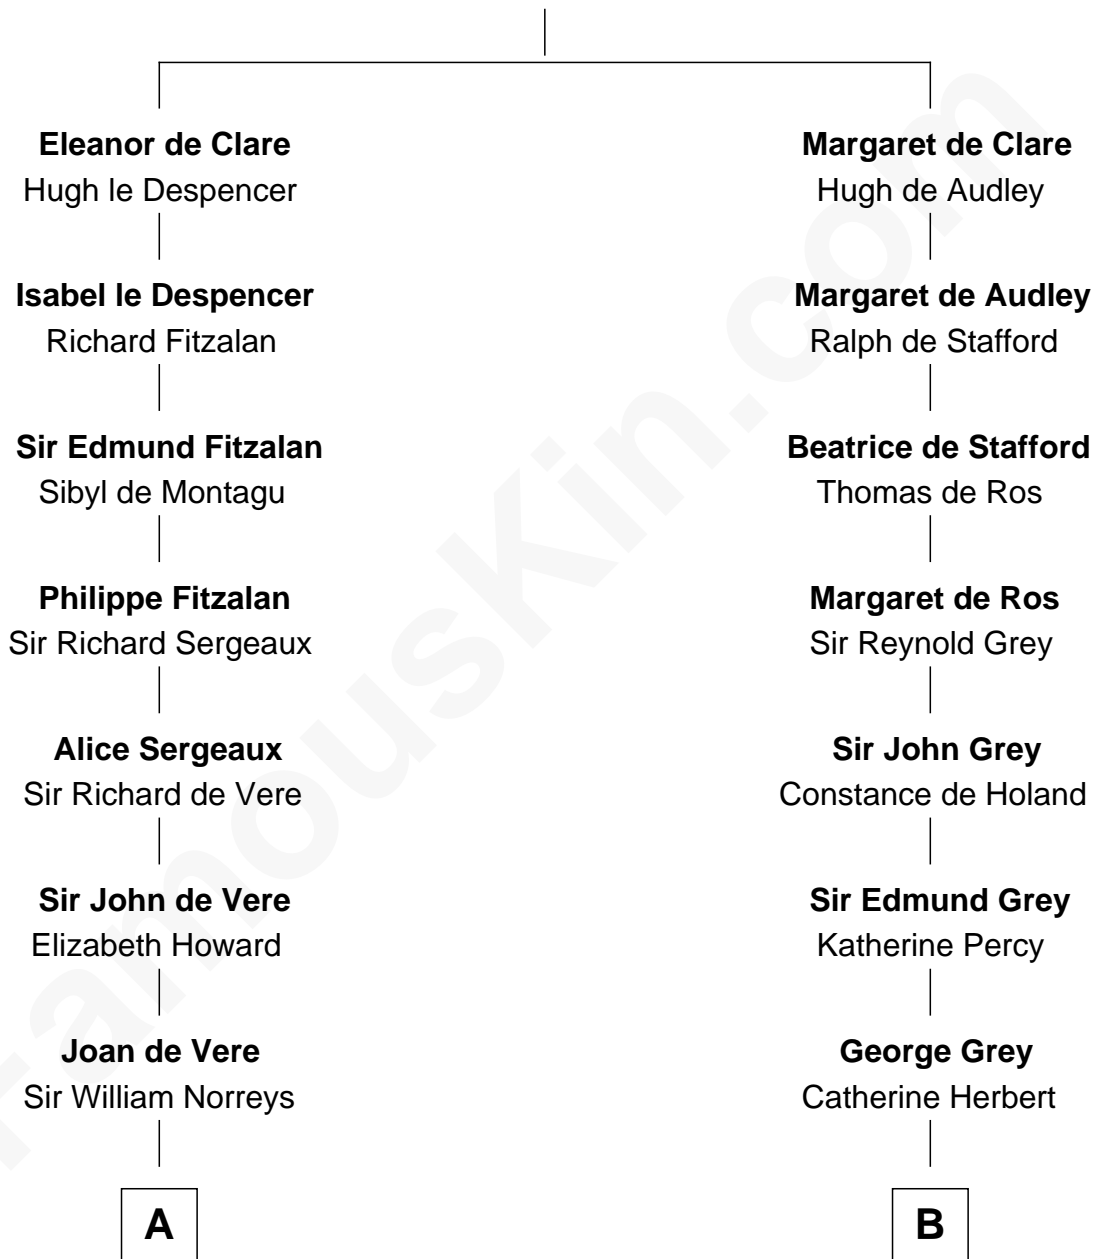 Eleanor de Clare
Hugh le Despencer
Isabel le Despencer
Richard Fitzalan
Sir Edmund Fitzalan
Sibyl de Montagu
Philippe Fitzalan
Sir Richard Sergeaux
Alice Sergeaux
Sir Richard de Vere
Sir John de Vere
Elizabeth Howard
Joan de Vere
Sir William Norreys
A
Margaret de Clare
Hugh de Audley
Margaret de Audley
Ralph de Stafford
Beatrice de Stafford
Thomas de Ros
Margaret de Ros
Sir Reynold Grey
Sir John Grey
Constance de Holand
Sir Edmund Grey
Katherine Percy
George Grey
Catherine Herbert
B
FamousKin.com